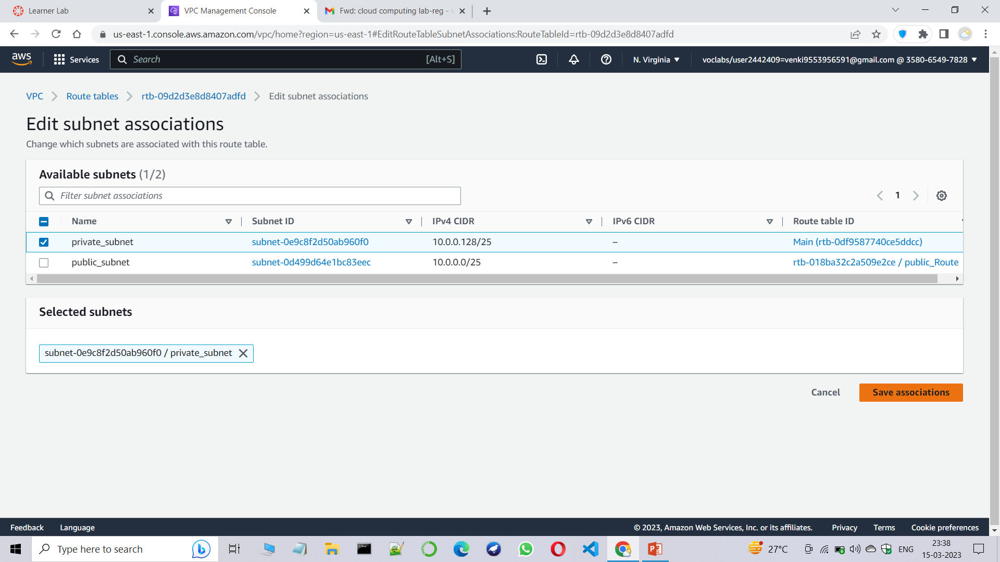 Learner Lab
VPC Management Console
Fwd: cloud computing lab-reg -
us-east-1.console.aws.amazon.com/vpc/home?region=us-east-1#EditRouteTableSubnetAssociations:RouteTableId=rtb-09d2d3e8d8407adfd
aws
Services
Search
[Alt+S]
N. Virginia
voclabs/user2442409=venki9553956591@gmail.com @ 3580-6549-7828
VPC
Route tables
rtb-09d2d3e8d8407adfd
Edit subnet associations
Edit subnet associations
Change which subnets are associated with this route table.
Available subnets (1/2)
Filter subnet associations
1
Name
Subnet ID
IPv4 CIDR
IPv6 CIDR
Route table ID
private_subnet
subnet-0e9c8f2d50ab960f0
10.0.0.128/25
–
Main (rtb-0df9587740ce5ddcc)
public_subnet
subnet-0d499d64e1bc83eec
10.0.0.0/25
–
rtb-018ba32c2a509e2ce / public_Route
Selected subnets
subnet-0e9c8f2d50ab960f0 / private_subnet
Cancel
Save associations
Feedback
Language
© 2023, Amazon Web Services, Inc. or its affiliates.
Privacy
Terms
Cookie preferences
Type here to search
27°C
ENG
23:38
15-03-2023